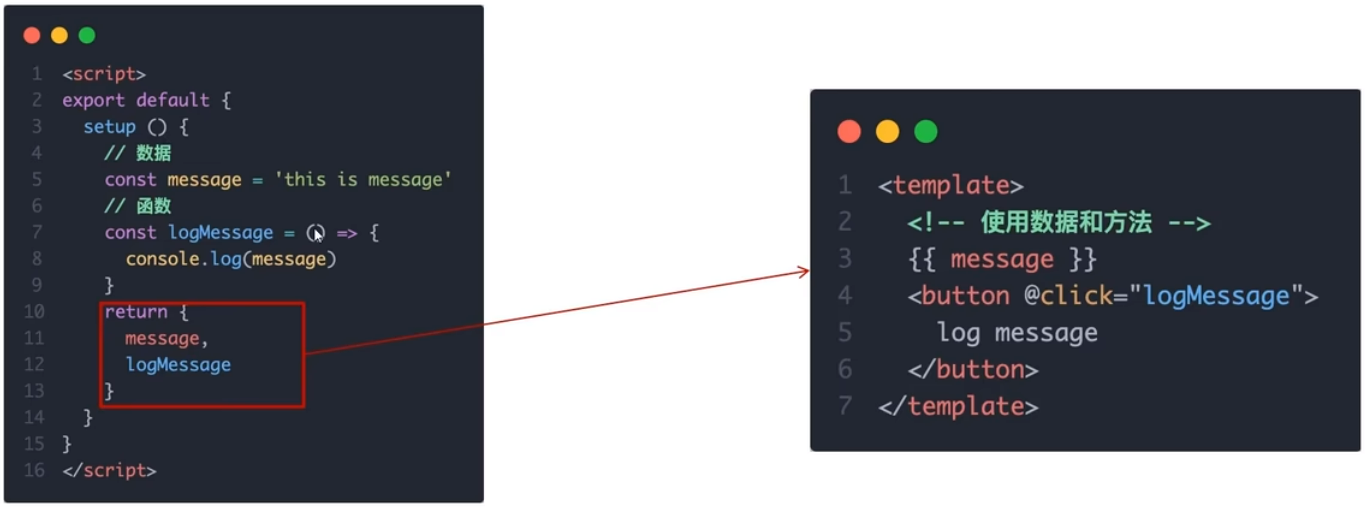 1 <script>
2 export default {
3 setup () {
4 // 数据
5 const message = 'this is message'
6 // 函数
7 const logMessage = () => {
8 console.log(message)
9 }
10 return {
11 message,
12 logMessage
13 }
14 }
15 }
16 </script>
1 <template>
2 <!-- 使用数据和方法 -->
3 {{ message }}
4 <button @click="logMessage">
5 log message
6 </button>
7 </template>